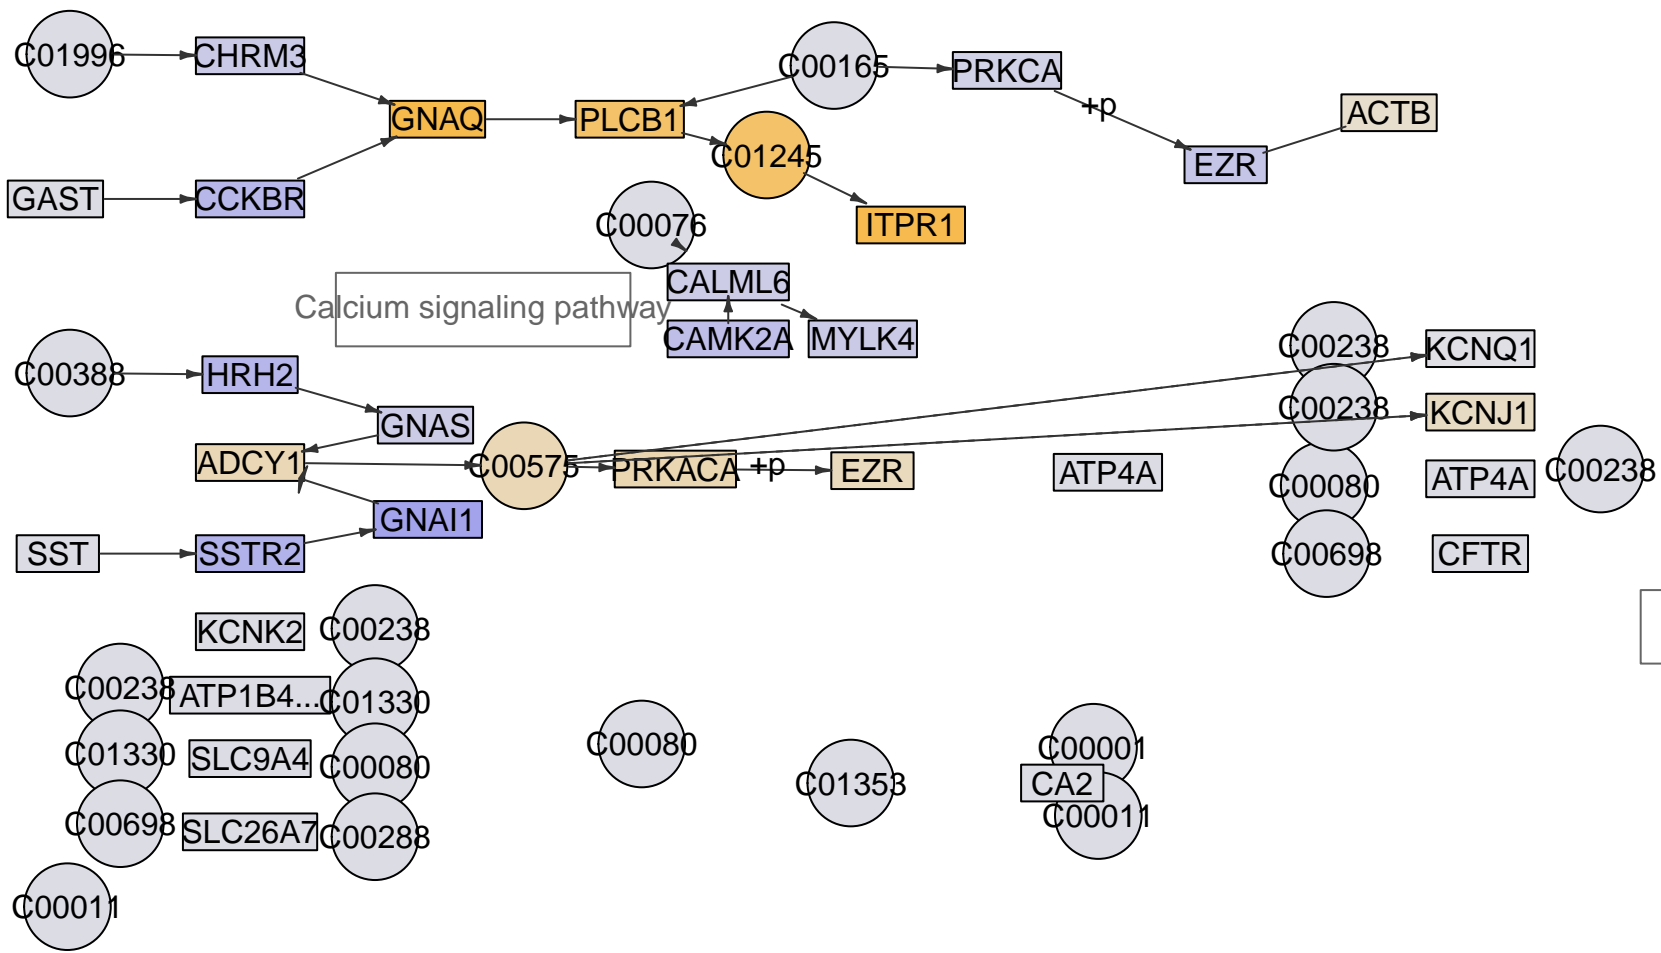 C01996
CHRM3
C00165
PRKCA
+p
ACTB
GNAQ
PLCB1
C01245
EZR
GAST
CCKBR
C00076
ITPR1
CALML6
Calcium signaling pathway
CAMK2A
MYLK4
C00238
KCNQ1
C00388
HRH2
C00238
KCNJ1
GNAS
ADCY1
C00575
PRKACA
+p
EZR
ATP4A
C00080
ATP4A
C00238
GNAI1
SST
SSTR2
C00698
CFTR
KCNK2
C00238
C00238
ATP1B4...
C01330
C01330
SLC9A4
C00080
C00080
C01353
C00001
CA2
C00011
C00698
SLC26A7
C00288
C00011